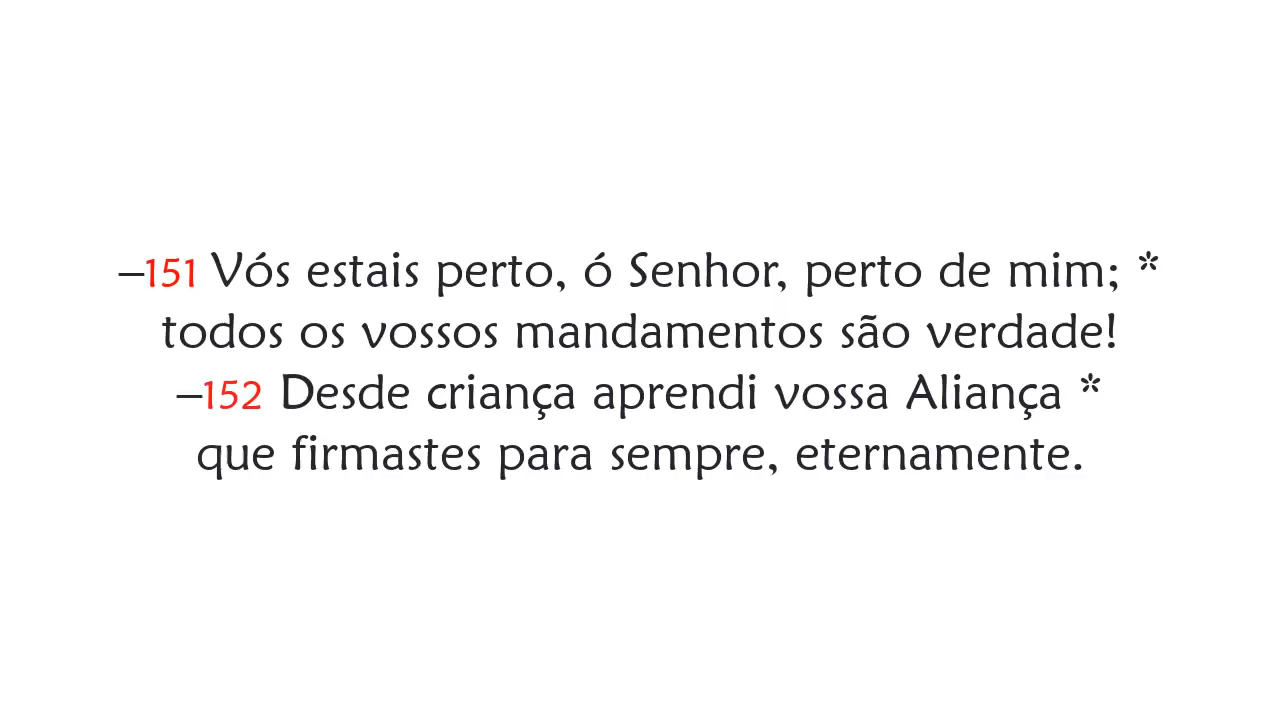 –151 Vós estais perto, ó Senhor, perto de mim; *
todos os vossos mandamentos são verdade!
–152 Desde criança aprendi vossa Aliança *
que firmastes para sempre, eternamente.